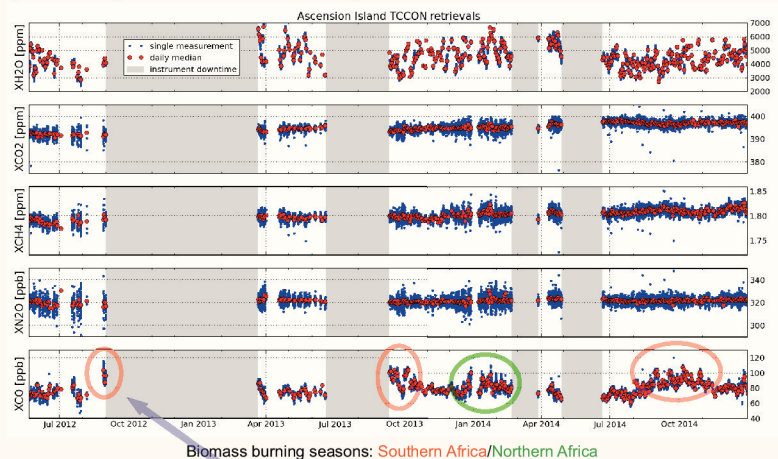 Ascension Island TCCON retrievals
XH2O [ppm]
single measurement
daily median
instrument downtime
7000
6000
5000
4000
3000
2000
XCO2 [ppm]
400
390
380
XCH4 [ppm]
1.85
1.80
1.75
XN2O [ppb]
340
320
300
XCO [ppb]
120
100
80
60
40
Jul 2012 Oct 2012 Jan 2013 Apr 2013 Jul 2013 Oct 2013 Jan 2014 Apr 2014 Jul 2014 Oct 2014
Biomass burning seasons: Southern Africa/Northern Africa